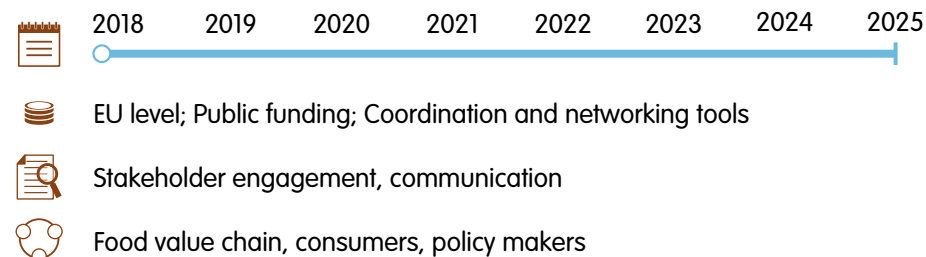 2018 2019 2020 2021 2022 2023 2024 2025
EU level; Public funding; Coordination and networking tools
Stakeholder engagement, communication
Food value chain, consumers, policy makers